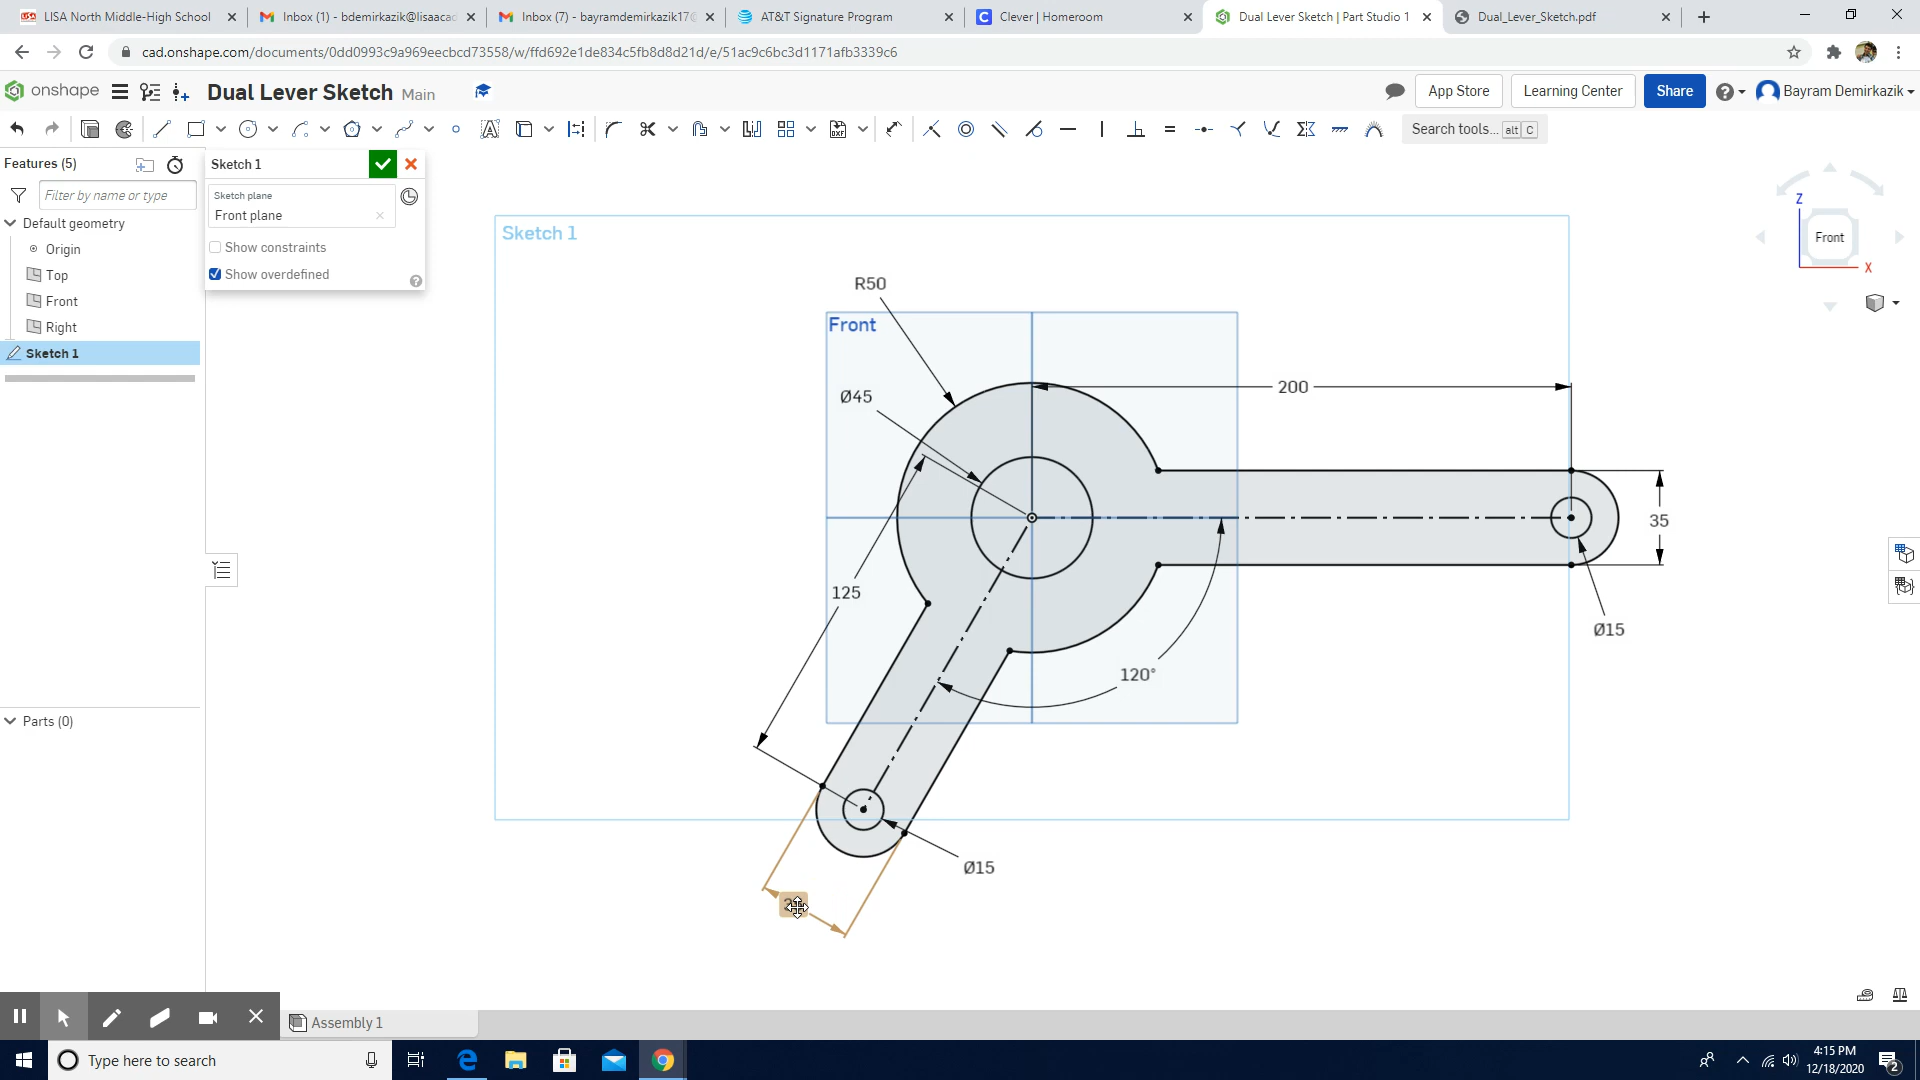 LISA North Middle-High School
Inbox (1) - bdemirkazik@lisaacad
Inbox (7) - bayramdemirkazik17@
AT&T Signature Program
Clever | Homeroom
Dual Lever Sketch | Part Studio 1
Dual_Lever_Sketch.pdf
cad.onshape.com/documents/0dd0993c9a969eecbcd73558/w/ffd692e1de834c5fb8d8d21d/e/51ac9c6bc3d1171afb3339c6
onshape
Dual Lever Sketch Main
App Store
Learning Center
Share
Bayram Demirkazik
Search tools... alt C
Features (5)
Filter by name or type
Default geometry
Origin
Top
Front
Right
Sketch 1
Parts (0)
Sketch 1
Sketch plane
Front plane
Show constraints
Show overdefined
Sketch 1
Front
R50
Ø45
200
35
Ø15
125
120°
Ø15
Z
Front
X
Assembly 1
Type here to search
4:15 PM
12/18/2020
2